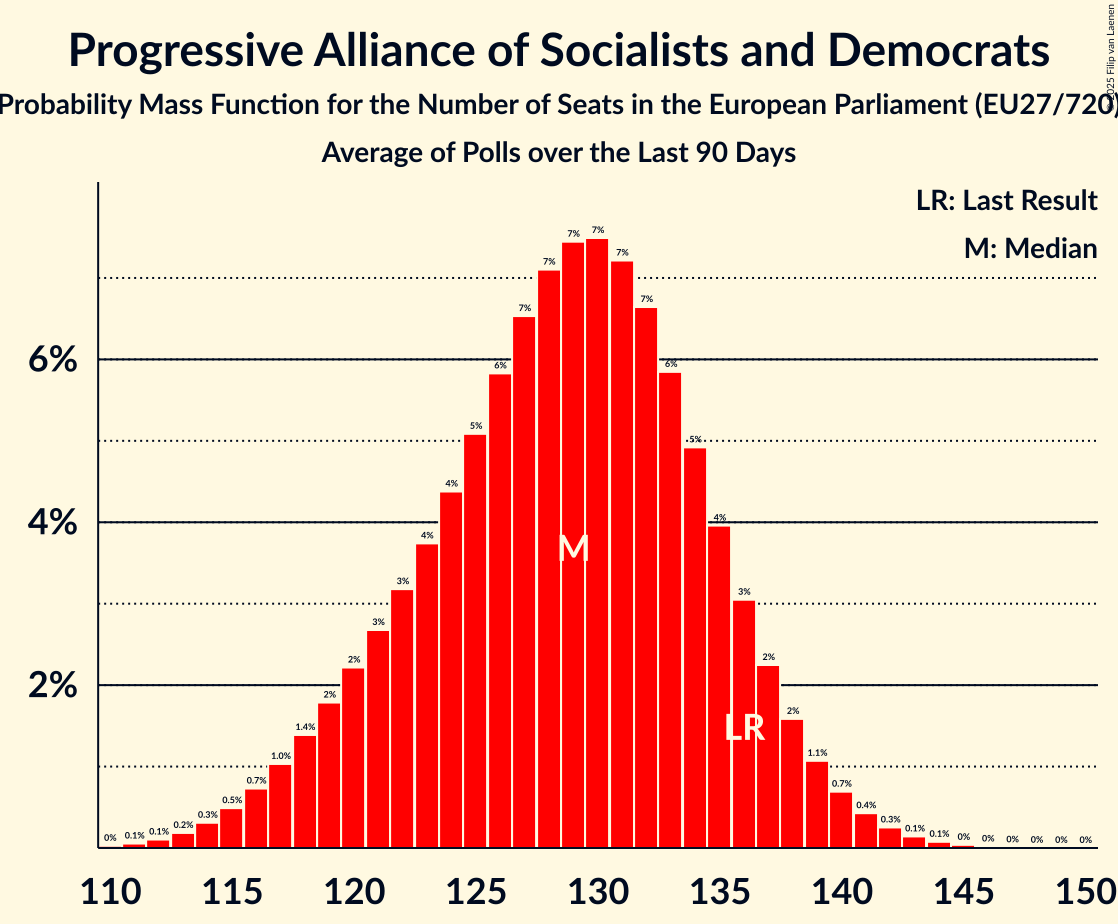 Progressive Alliance of Socialists and Democrats
Probability Mass Function for the Number of Seats in the European Parliament (EU27/720)
Average of Polls over the Last 90 Days
© 2025 Filip van Laenen
LR: Last Result
M: Median
6%
4%
2%
0% 0.1% 0.1% 0.2% 0.3% 0.5% 0.7% 1.0% 1.4% 2% 2% 3% 3% 4% 4% 5% 6% 7% 7% 7% 7% 7% 7% 6% 5% 4% 3% 2% 2% 1.1% 0.7% 0.4% 0.3% 0.1% 0.1% 0% 0% 0% 0% 0% 0%
M
LR
110 115 120 125 130 135 140 145 150